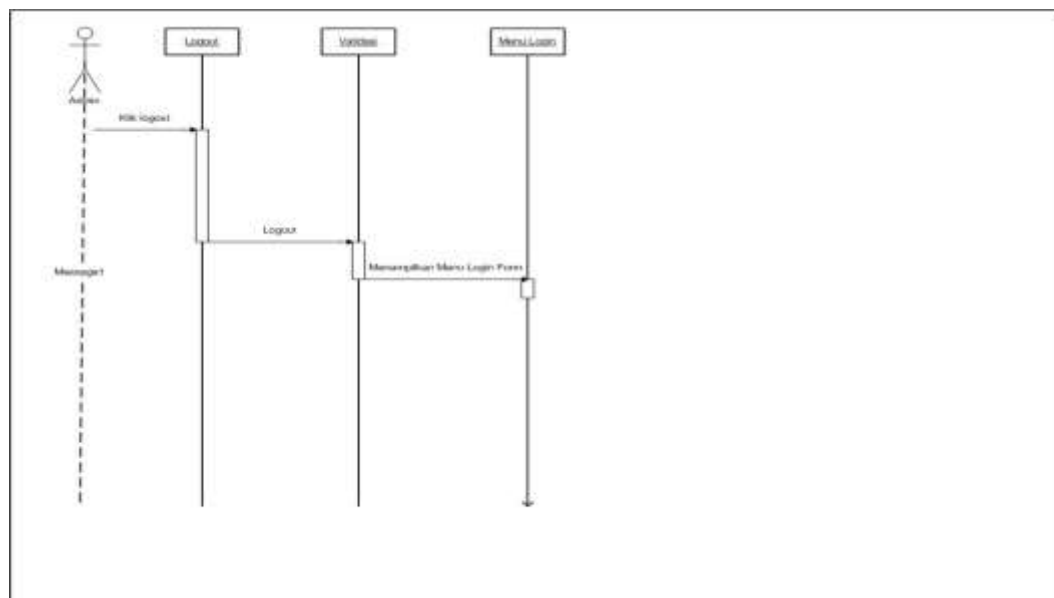 Logout
Validasi
Menu Login
Admin
Klik logout
Logout
Message1
Menampilkan Menu Login Form